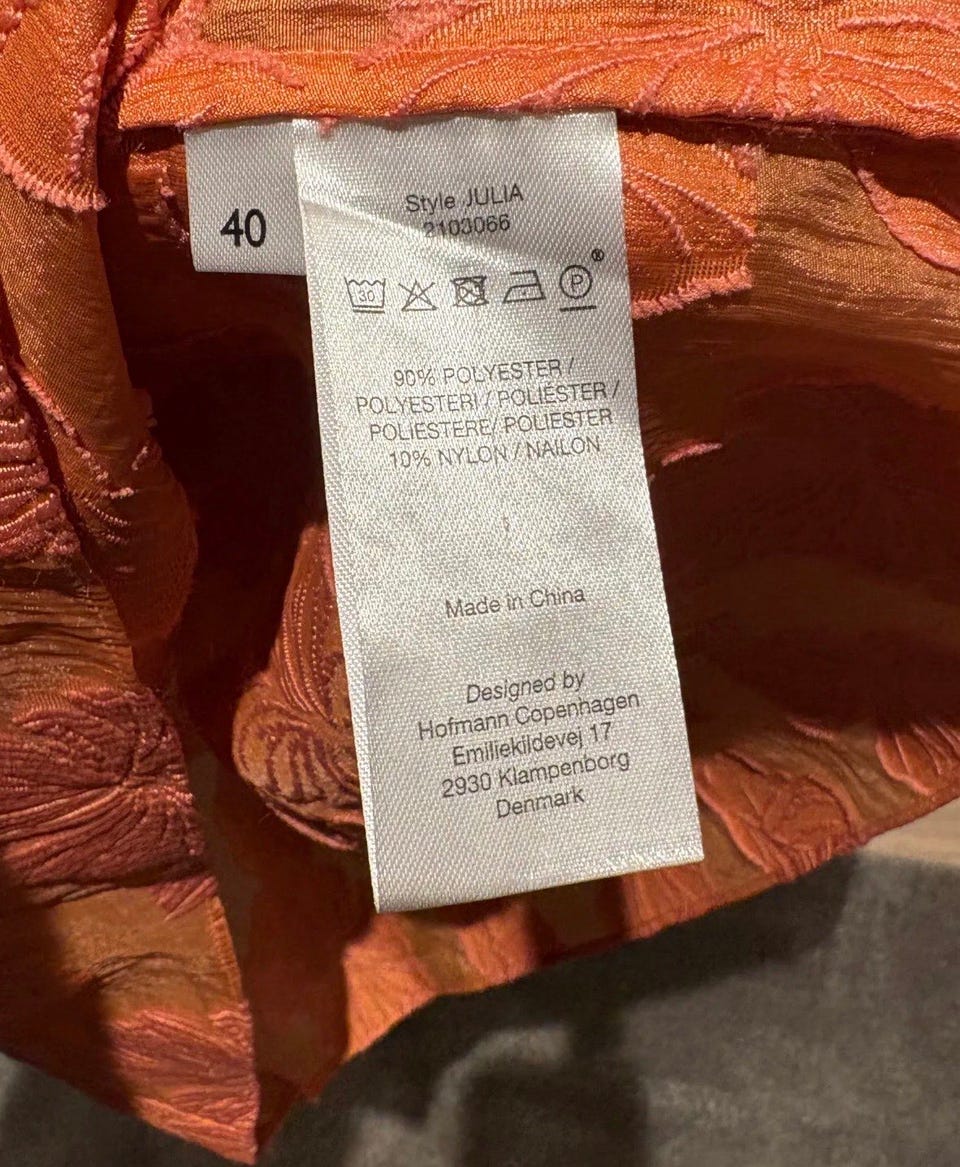 40
Style JULIA
2103066
30
P
®
90% POLYESTER /
POLYESTERI / POLIÉSTER /
POLIESTERE/ POLIESTER
10% NYLON / NAILON
Made in China
Designed by
Hofmann Copenhagen
Emiliekildevej 17
2930 Klampenborg
Denmark